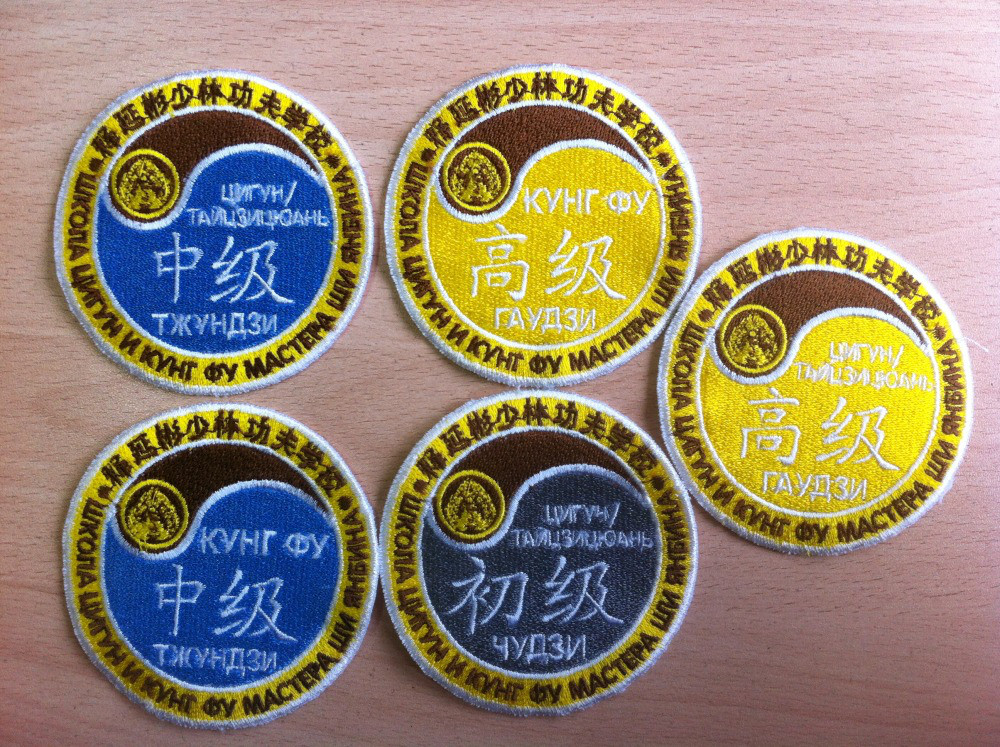 释延彬少林功夫学校
ЦИГУН/
ТАЙЦЗИЦЮАНЬ
中级
ТЖУНДЗИ
ШКОЛА ЦИГУН И КУНГ ФУ МАСТЕРА ШИ ЯНБИНА
释延彬少林功夫学校
КУНГ ФУ
高级
ГАУДЗИ
ШКОЛА ЦИГУН И КУНГ ФУ МАСТЕРА ШИ ЯНБИНА
释延彬少林功夫学校
ЦИГУН/
ТАЙЦЗИЦЮАНЬ
高级
ГАУДЗИ
ШКОЛА ЦИГУН И КУНГ ФУ МАСТЕРА ШИ ЯНБИНА
释延彬少林功夫学校
КУНГ ФУ
中级
ТЖУНДЗИ
ШКОЛА ЦИГУН И КУНГ ФУ МАСТЕРА ШИ ЯНБИНА
释延彬少林功夫学校
ЦИГУН/
ТАЙЦЗИЦЮАНЬ
初级
ЧУДЗИ
ШКОЛА ЦИГУН И КУНГ ФУ МАСТЕРА ШИ ЯНБИНА